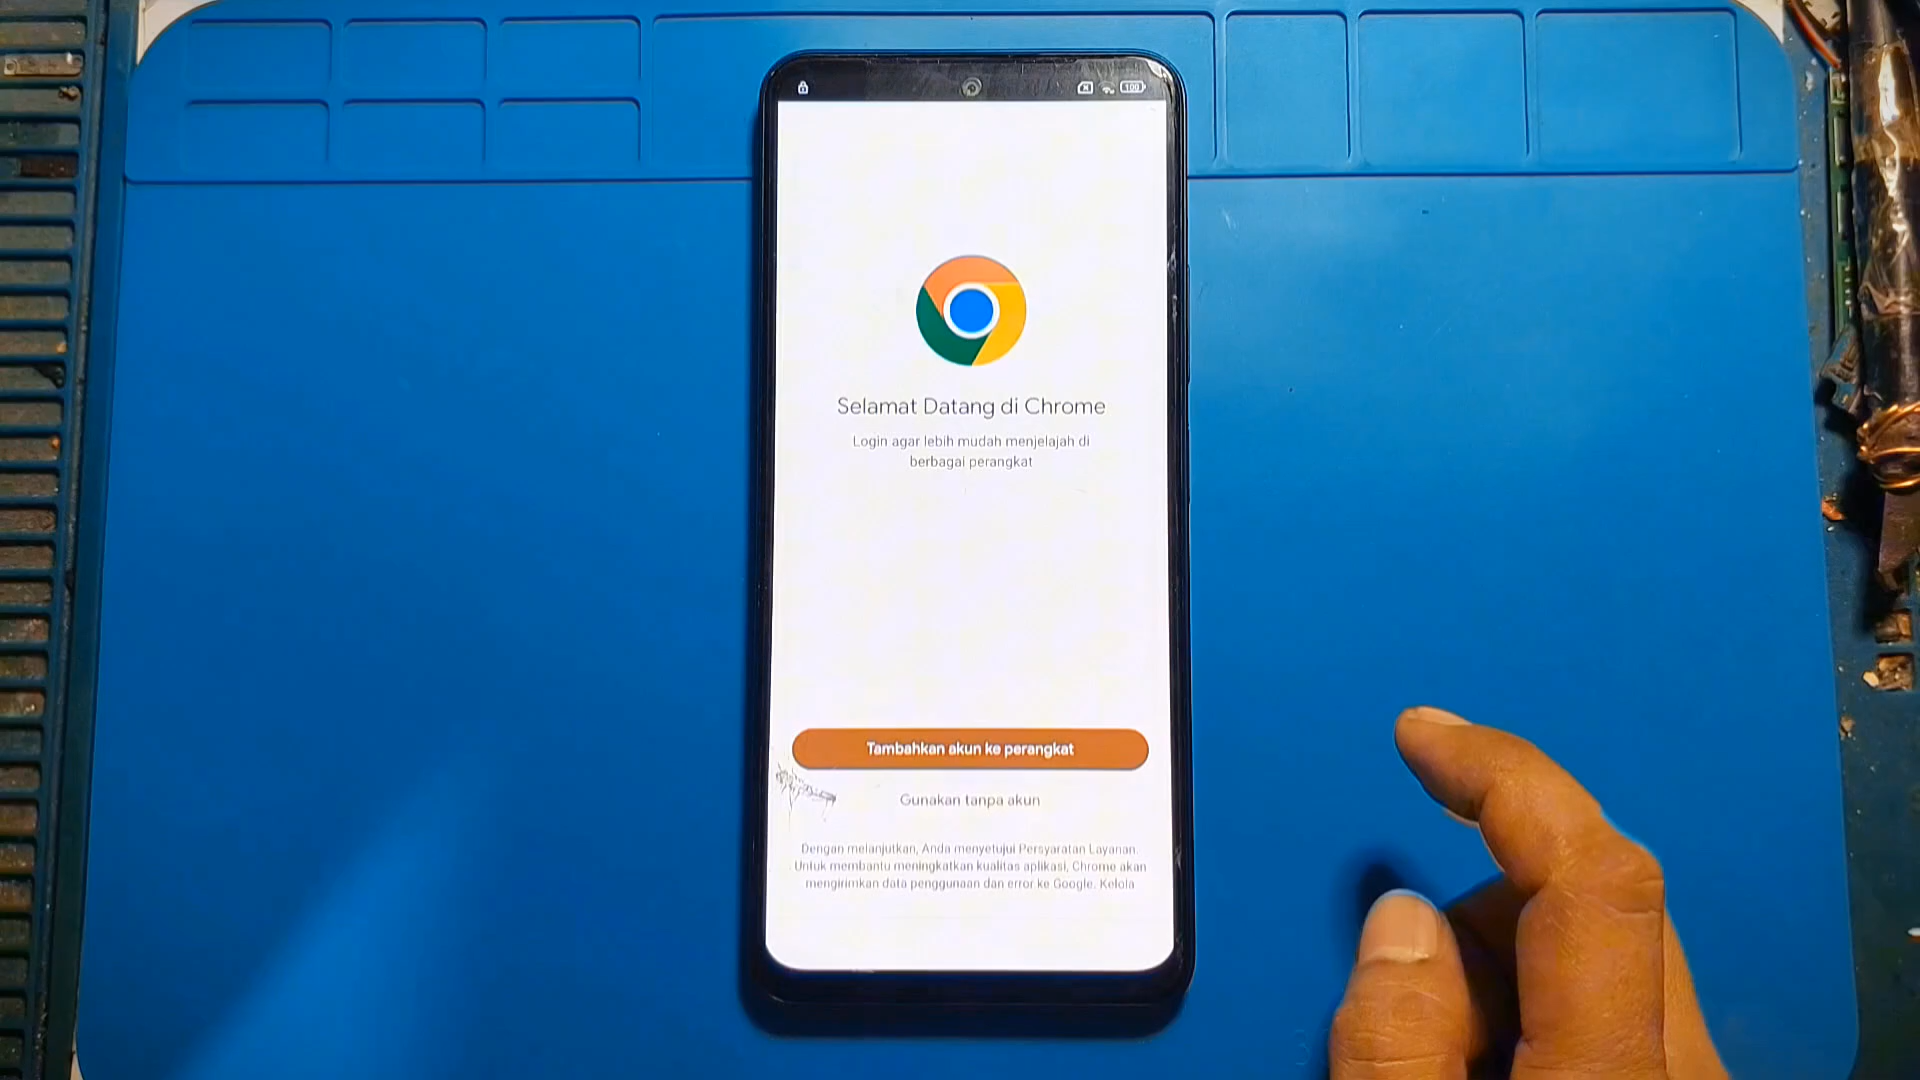 100
Selamat Datang di Chrome
Login agar lebih mudah menjelajah di
berbagai perangkat
Tambahkan akun ke perangkat
Gunakan tanpa akun
Dengan melanjutkan, Anda menyetujui Persyaratan Layanan.
Untuk membantu meningkatkan kualitas aplikasi, Chrome akan
mengirimkan data penggunaan dan error ke Google. Kelola